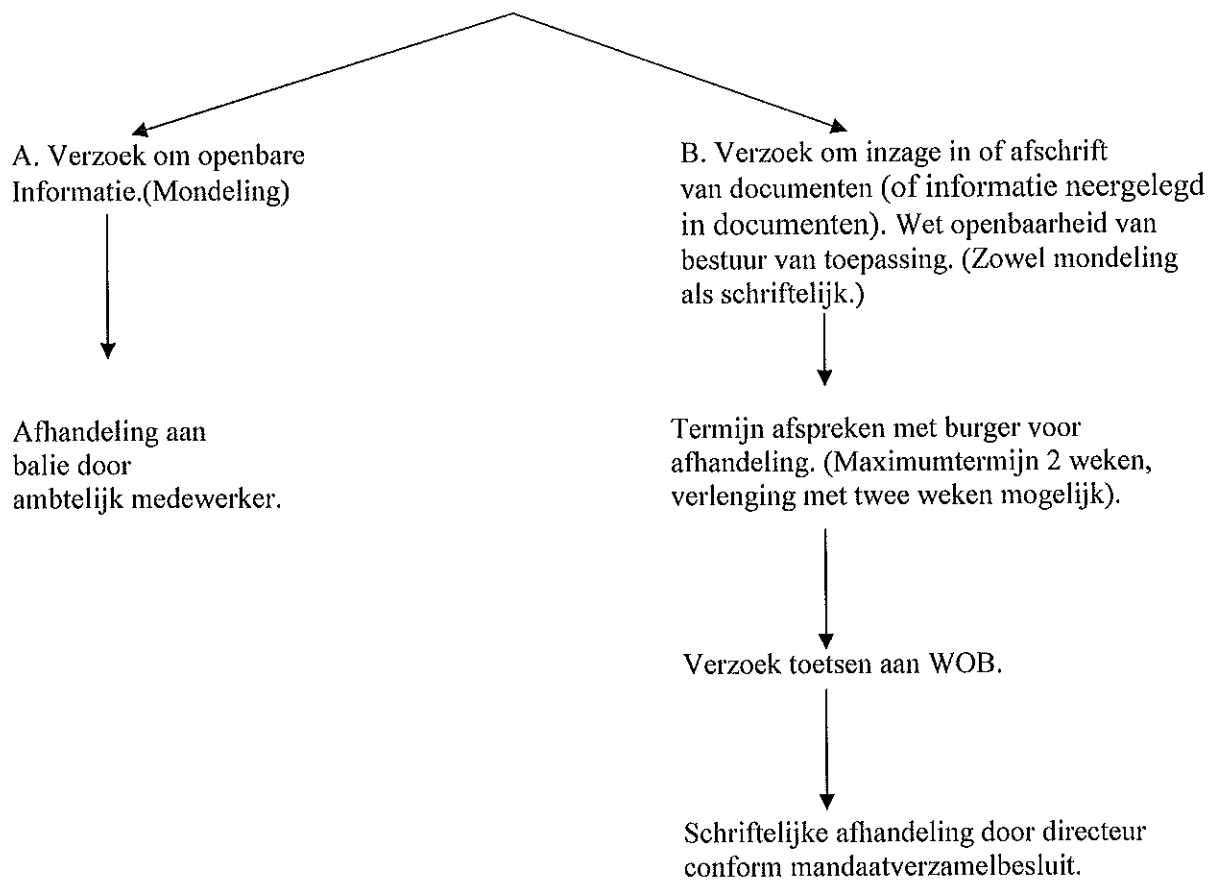 A. Verzoek om openbare
Informatie.(Mondeling)
Afhandeling aan
balie door
ambtelijk medewerker.
B. Verzoek om inzage in of afschrift
van documenten (of informatie neergelegd
in documenten). Wet openbaarheid van
bestuur van toepassing. (Zowel mondeling
als schriftelijk.)
Termijn afspreken met burger voor
afhandeling. (Maximumtermijn 2 weken,
verlenging met twee weken mogelijk).
Verzoek toetsen aan WOB.
Schriftelijke afhandeling door directeur
conform mandaatverzamelbesluit.